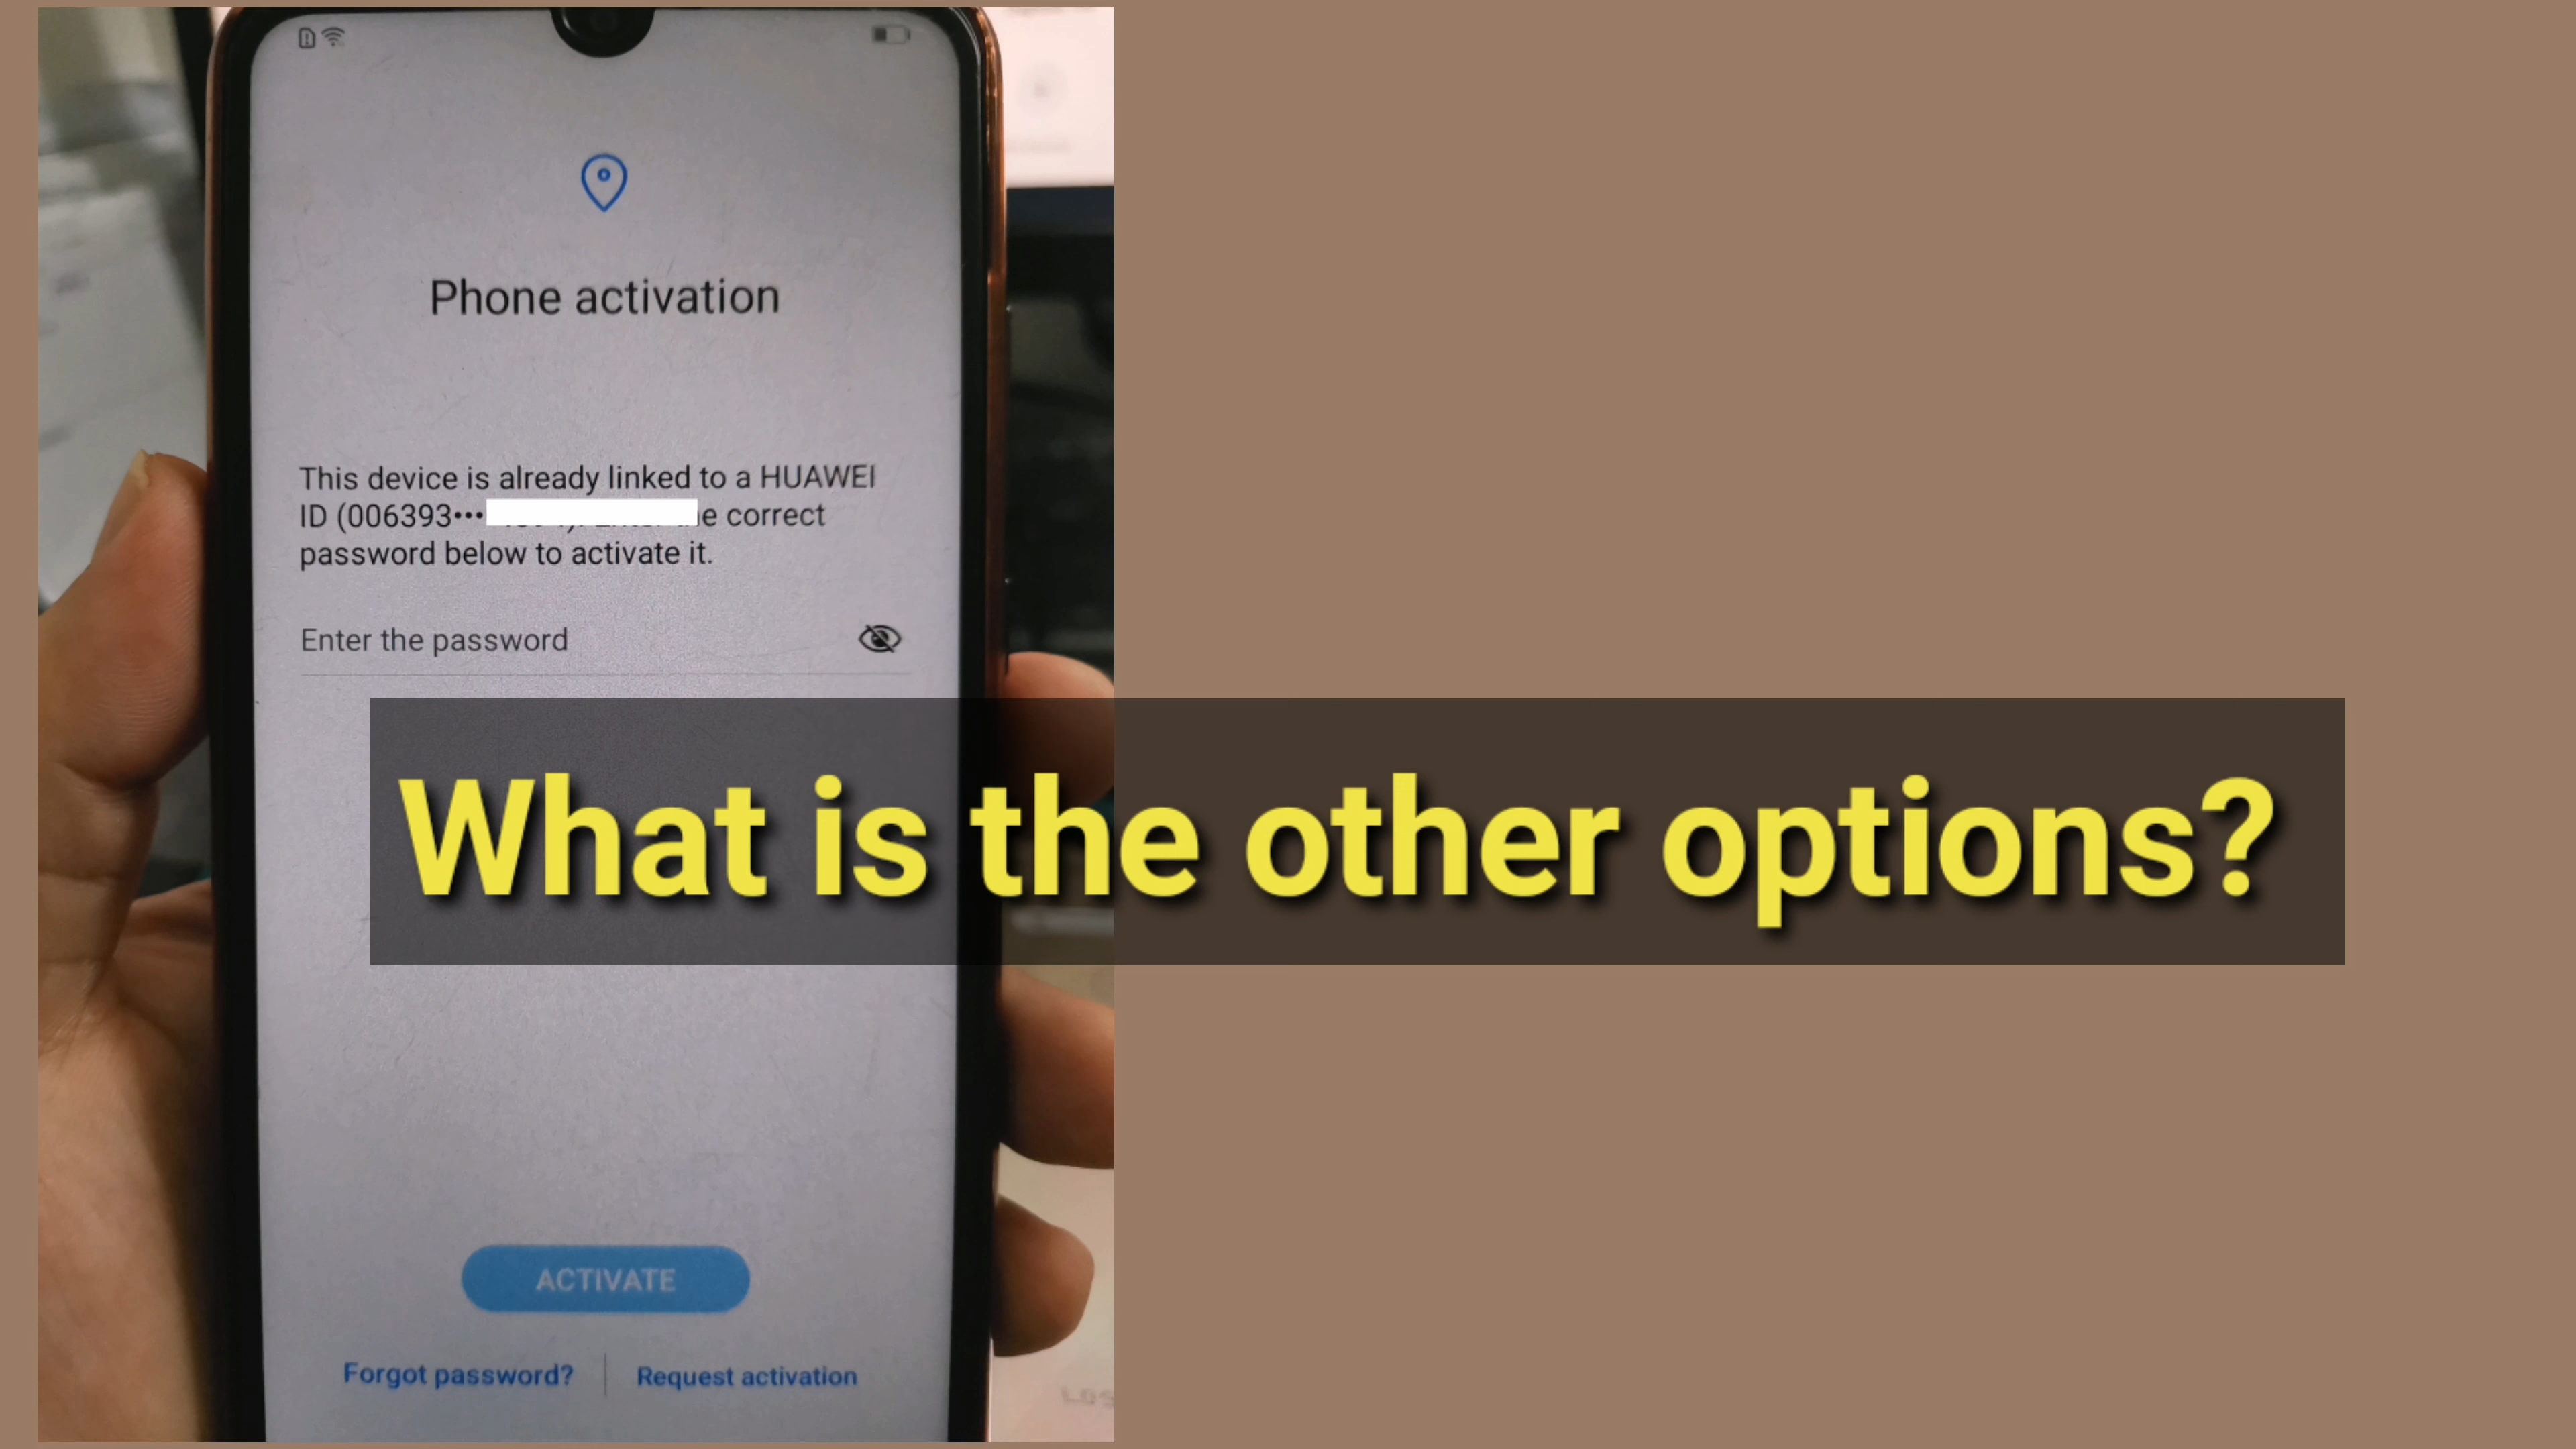 Phone activation
This device is already linked to a HUAWEI
ID (006393••• e correct
password below to activate it.
Enter the password
What is the other options?
ACTIVATE
Forgot password?
Request activation